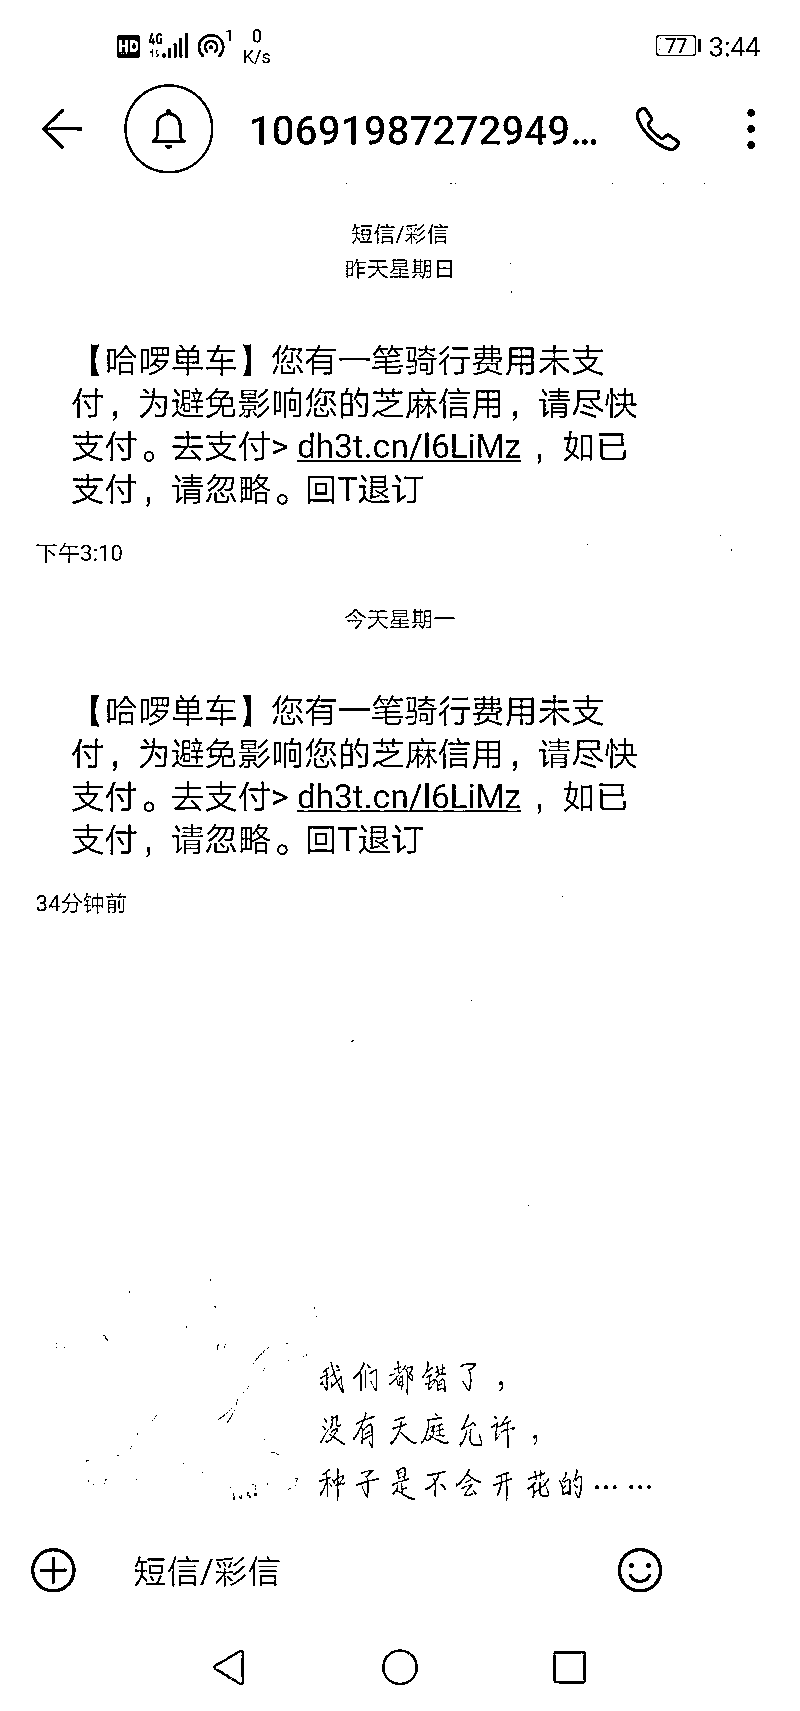 HD 4G 1 0 K/s 77 3:44
10691987272949...
短信/彩信
昨天星期日
【哈啰单车】您有一笔骑行费用未支
付，为避免影响您的芝麻信用，请尽快
支付。去支付> dh3t.cn/l6LiMz ，如已
支付，请忽略。回T退订
下午3:10
今天星期一
【哈啰单车】您有一笔骑行费用未支
付，为避免影响您的芝麻信用，请尽快
支付。去支付> dh3t.cn/l6LiMz ，如已
支付，请忽略。回T退订
34分钟前
我们都错了，
没有天庭允许，
种子是不会开花的……
短信/彩信